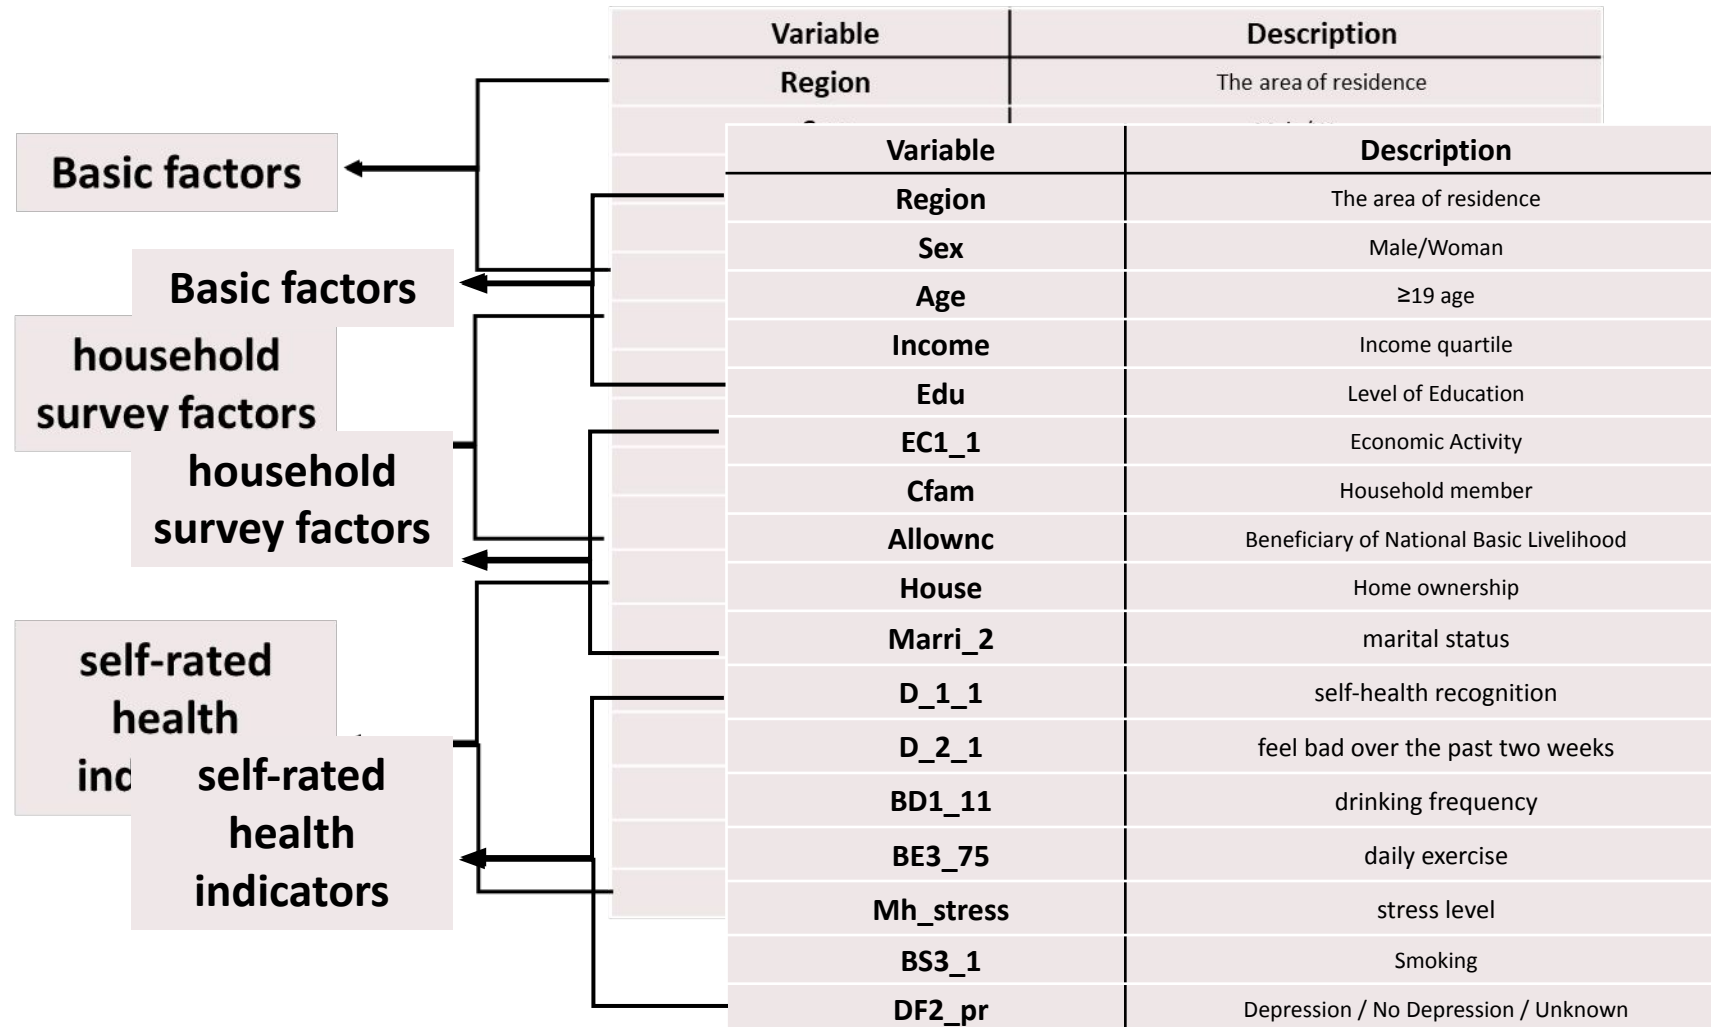 Variable Description
Region The area of residence
Basic factors
household
survey factors
self-rated
health
Variable Description
Region The area of residence
Sex Male/Woman
Age ≥19 age
Income Income quartile
Edu Level of Education
EC1_1 Economic Activity
Cfam Household member
Allownc Beneficiary of National Basic Livelihood
House Home ownership
Marri_2 marital status
D_1_1 self-health recognition
D_2_1 feel bad over the past two weeks
BD1_11 drinking frequency
BE3_75 daily exercise
Mh_stress stress level
BS3_1 Smoking
DF2_pr Depression / No Depression / Unknown
Basic factors
household
survey factors
self-rated
health
indicators